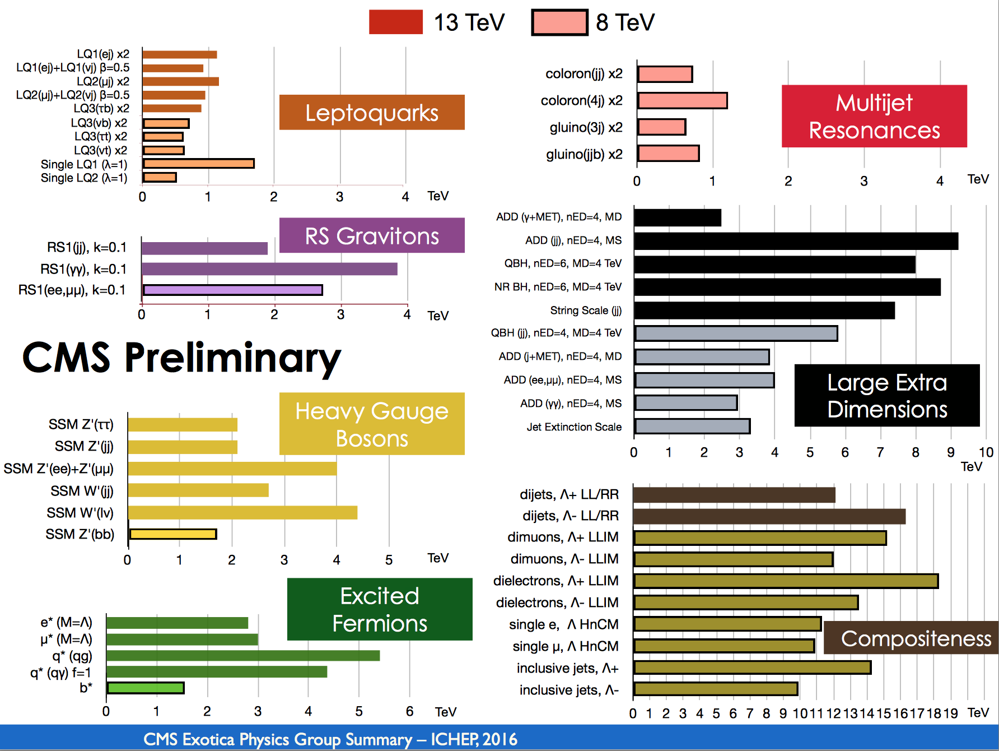 13 TeV
8 TeV
LQ1(ej) x2
LQ1(ej)+LQ1(νj) β=0.5
LQ2(μj) x2
LQ2(μj)+LQ2(νj) β=0.5
LQ3(τb) x2
LQ3(νb) x2
LQ3(τt) x2
LQ3(νt) x2
Single LQ1 (λ=1)
Single LQ2 (λ=1)
0 1 2 3 4 TeV
Leptoquarks
RS1(jj), k=0.1
RS1(γγ), k=0.1
RS1(ee,μμ), k=0.1
0 1 2 3 4 TeV
RS Gravitons
CMS Preliminary
SSM Z'(ττ)
SSM Z'(jj)
SSM Z'(ee)+Z'(μμ)
SSM W'(jj)
SSM W'(lν)
SSM Z'(bb)
0 1 2 3 4 5 TeV
Heavy Gauge
Bosons
e* (M=Λ)
μ* (M=Λ)
q* (qg)
q* (qγ) f=1
b*
0 1 2 3 4 5 6 TeV
Excited
Fermions
coloron(jj) x2
coloron(4j) x2
gluino(3j) x2
gluino(jjb) x2
0 1 2 3 4 TeV
Multijet
Resonances
ADD (γ+MET), nED=4, MD
ADD (jj), nED=4, MS
QBH, nED=6, MD=4 TeV
NR BH, nED=6, MD=4 TeV
String Scale (jj)
QBH (jj), nED=4, MD=4 TeV
ADD (j+MET), nED=4, MD
ADD (ee,μμ), nED=4, MS
ADD (γγ), nED=4, MS
Jet Extinction Scale
0 1 2 3 4 5 6 7 8 9 10
TeV
Large Extra
Dimensions
dijets, Λ+ LL/RR
dijets, Λ- LL/RR
dimuons, Λ+ LLIM
dimuons, Λ- LLIM
dielectrons, Λ+ LLIM
dielectrons, Λ- LLIM
single e, Λ HnCM
single μ, Λ HnCM
inclusive jets, Λ+
inclusive jets, Λ-
0 1 2 3 4 5 6 7 8 9 10 11 12 13 14 15 16 17 18 19 TeV
Compositeness
CMS Exotica Physics Group Summary – ICHEP, 2016